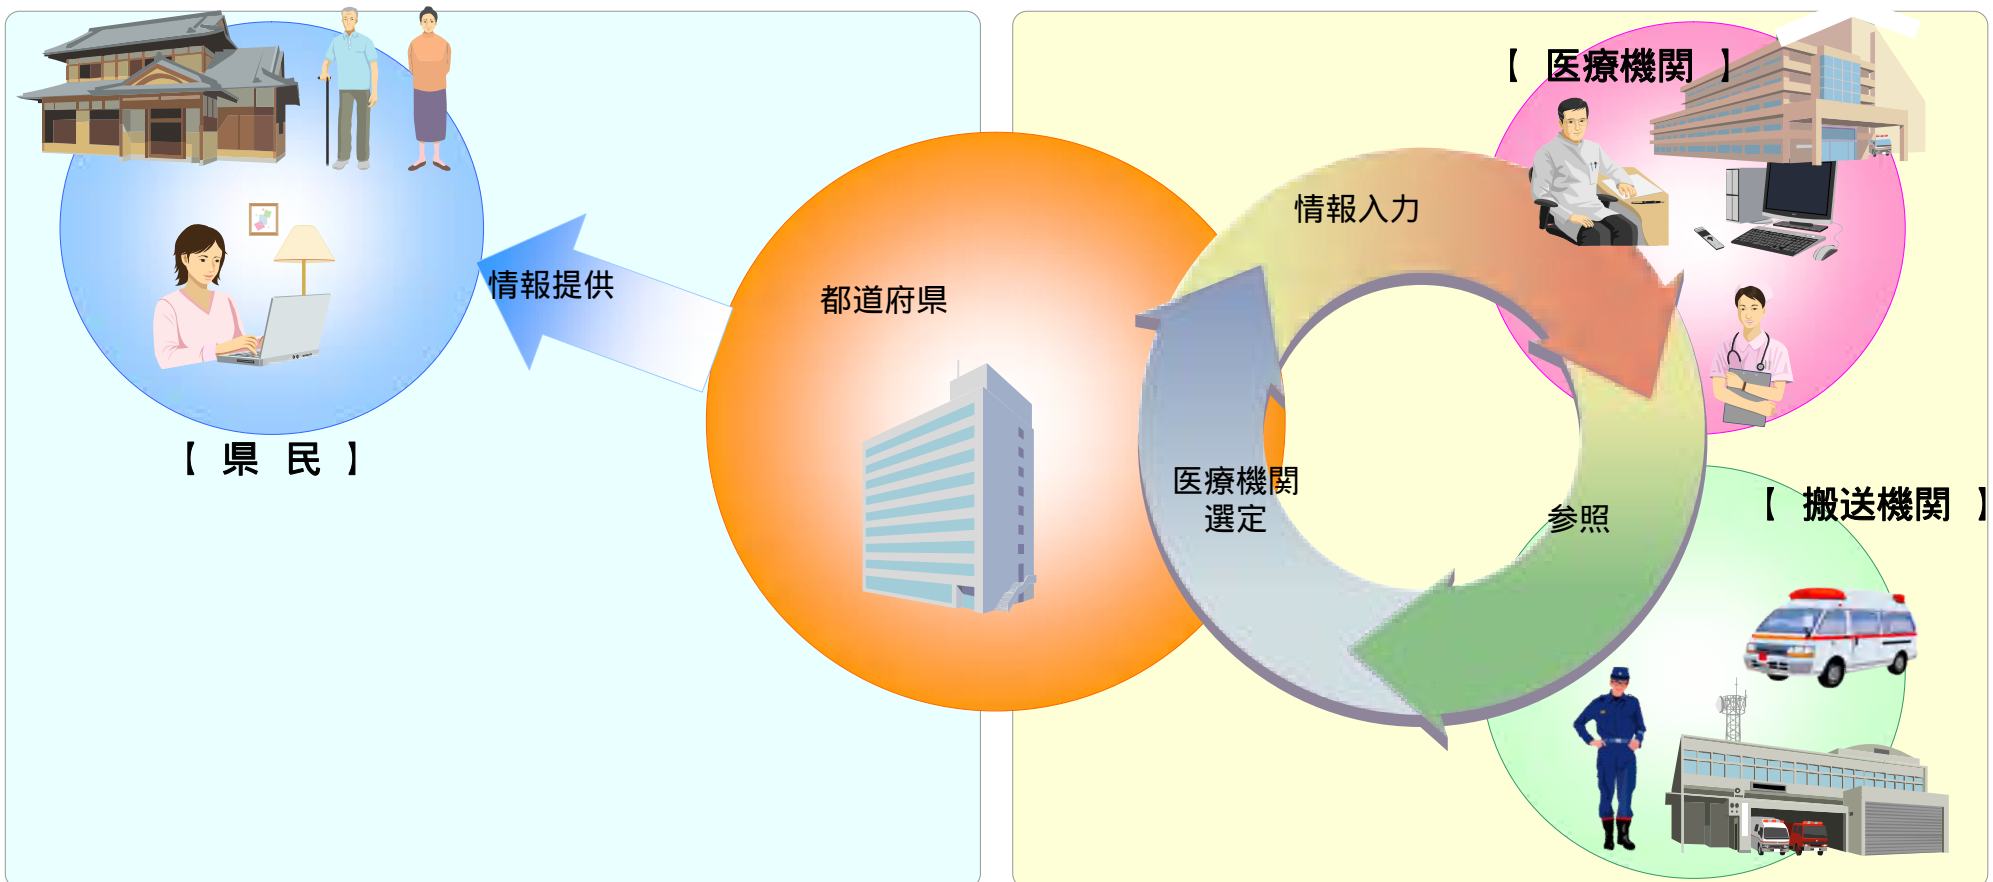 【 医療機関 】
情報入力
情報提供
都道府県
【 県 民 】
医療機関
選定
参照
【 搬送機関 】